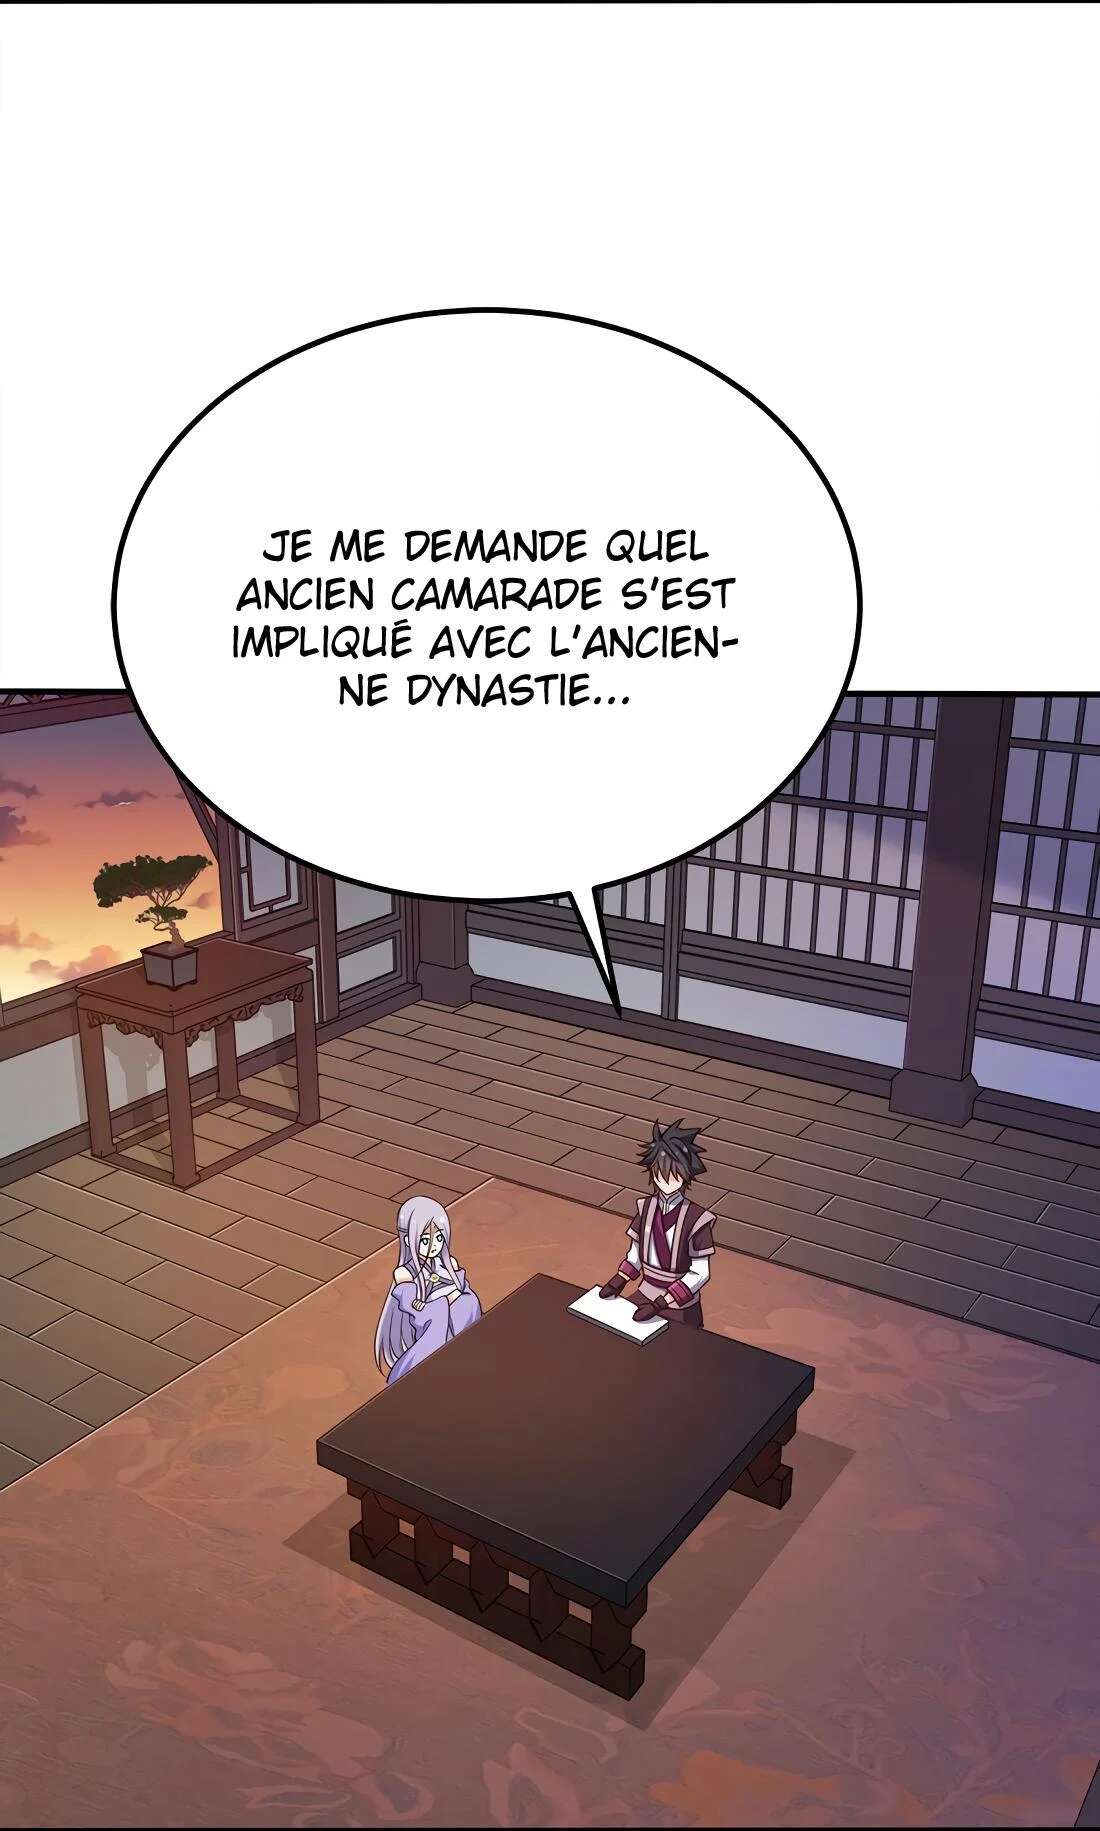 JE ME DEMANDE QUEL
ANCIEN CAMARADE S'EST
IMPLIQUÉ AVEC L'ANCIEN-
NE DYNASTIE...